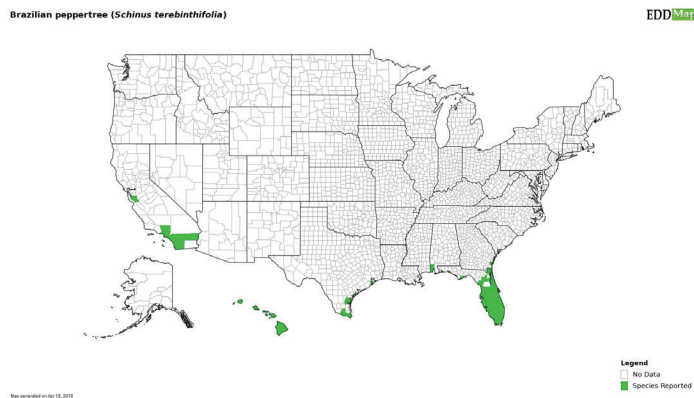 Brazilian peppertree (Schinus terebinthifolia)
EDDMap
Legend
No Data
Species Reported
Map generated on Apr 16, 2019